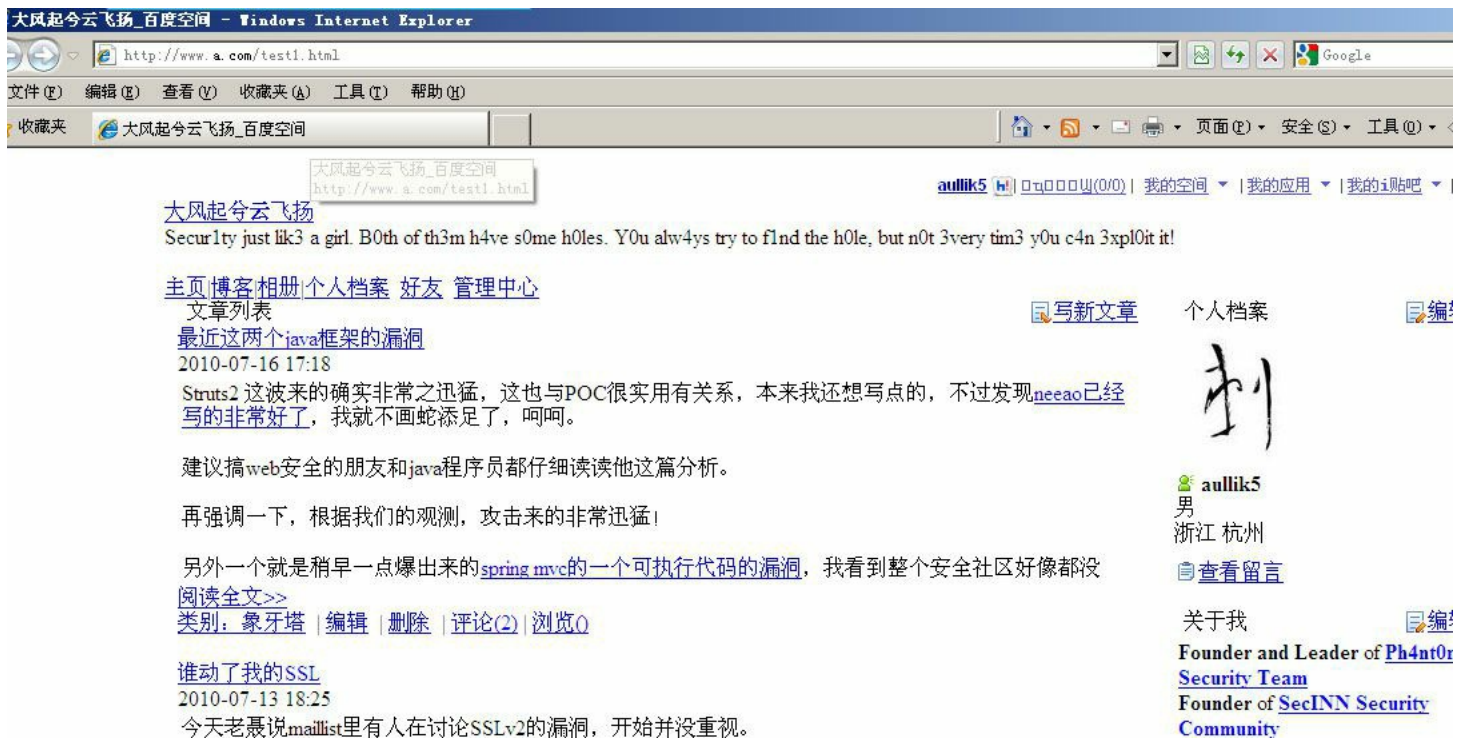 大风起兮云飞扬_百度空间 - Windows Internet Explorer
http://www.a.com/test1.html
Google
文件(F) 编辑(E) 查看(V) 收藏夹(A) 工具(T) 帮助(H)
收藏夹 大风起兮云飞扬_百度空间 页面(P) 安全(S) 工具(O)
大风起兮云飞扬_百度空间
http://www.a.com/test1.html
aullik5 | (0/0) | 我的空间 | 我的应用 | 我的i贴吧 |
大风起兮云飞扬
Secur1ty just lik3 a girl. B0th of th3m h4ve s0me h0les. Y0u alw4ys try to f1nd the h0le, but n0t 3very tim3 y0u c4n 3xpl0it it!
主页|博客|相册|个人档案 好友 管理中心
文章列表 写新文章
最近这两个java框架的漏洞
2010-07-16 17:18
Struts2 这波来的确实非常之迅猛，这也与POC很实用有关系，本来我还想写点的，不过发现neeao已经
写的非常好了，我就不画蛇添足了，呵呵。
建议搞web安全的朋友和java程序员都仔细读读他这篇分析。
再强调一下，根据我们的观测，攻击来的非常迅猛！
另外一个就是稍早一点爆出来的spring mvc的一个可执行代码的漏洞，我看到整个安全社区好像都没
阅读全文>>
类别：象牙塔 | 编辑 | 删除 | 评论(2) | 浏览()
谁动了我的SSL
2010-07-13 18:25
今天老聂说maillist里有人在讨论SSLv2的漏洞，开始并没重视。
个人档案 编辑
刺
aullik5
男
浙江 杭州
查看留言
关于我 编辑
Founder and Leader of Ph4nt0
Security Team
Founder of SecINN Security
Community